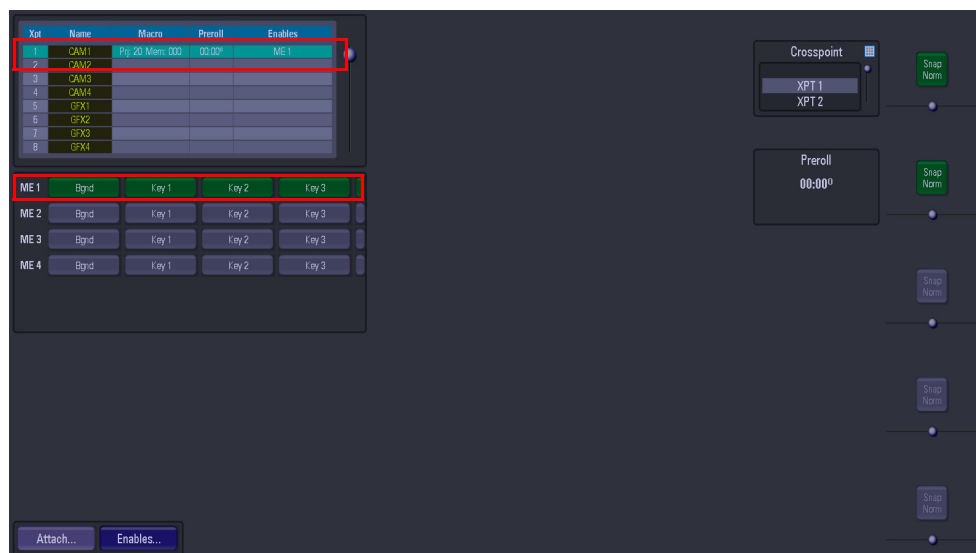 Xpt Name Macro Preroll Enables
1 CAM1 Prj: 20 Mem: 000 00:00⁰ ME 1
2 CAM2
3 CAM3
4 CAM4
5 GFX1
6 GFX2
7 GFX3
8 GFX4
ME 1 Bgnd Key 1 Key 2 Key 3
ME 2 Bgnd Key 1 Key 2 Key 3
ME 3 Bgnd Key 1 Key 2 Key 3
ME 4 Bgnd Key 1 Key 2 Key 3
Attach... Enables...
Crosspoint
XPT 1
XPT 2
Preroll
00:00⁰
Snap
Norm
Snap
Norm
Snap
Norm
Snap
Norm
Snap
Norm